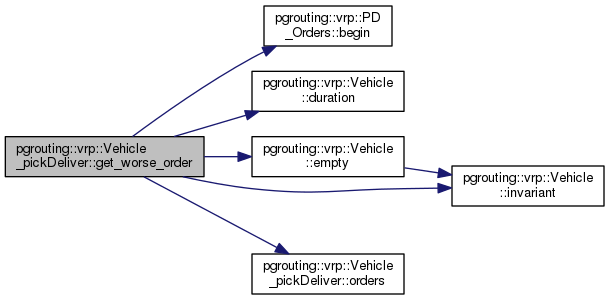 pgrouting::vrp::PD
_Orders::begin
pgrouting::vrp::Vehicle
::duration
pgrouting::vrp::Vehicle
_pickDeliver::get_worse_order
pgrouting::vrp::Vehicle
::empty
pgrouting::vrp::Vehicle
::invariant
pgrouting::vrp::Vehicle
_pickDeliver::orders